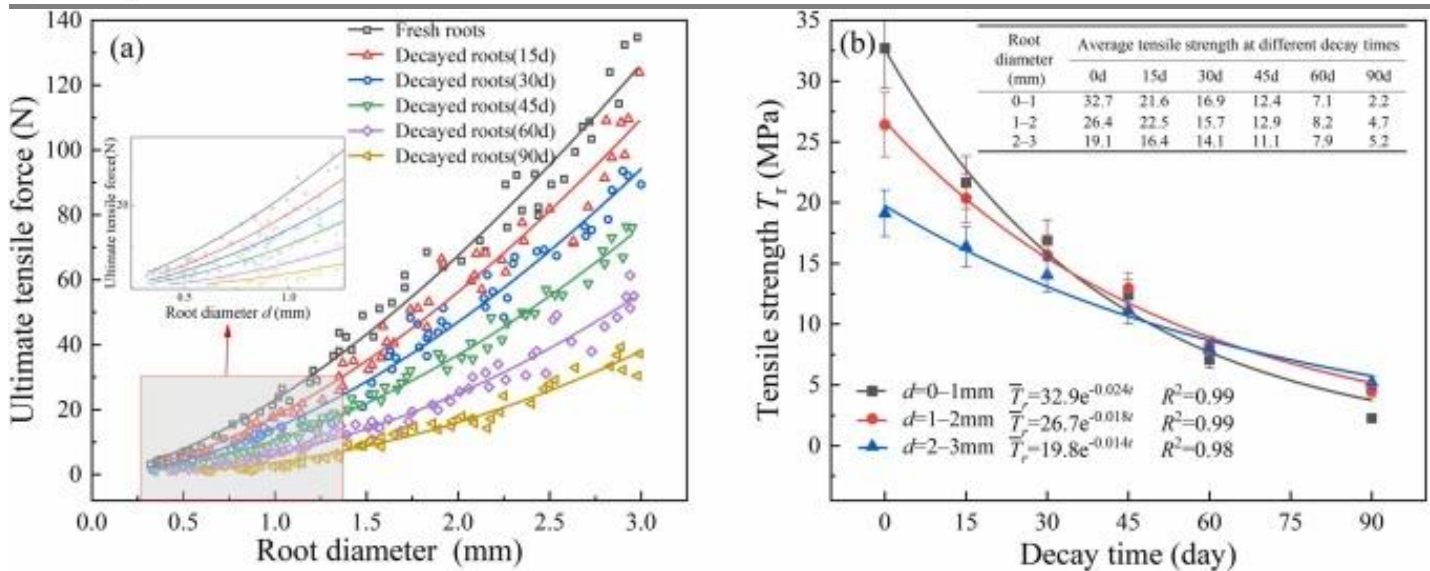 (a)
Fresh roots
Decayed roots(15d)
Decayed roots(30d)
Decayed roots(45d)
Decayed roots(60d)
Decayed roots(90d)
Ultimate tensile force (N)
140
120
100
80
60
40
20
0
0.0 0.5 1.0 1.5 2.0 2.5 3.0
Root diameter (mm)
Ultimate tensile force(N)
20
0.5 1.0
Root diameter d (mm)
(b)
Root diameter (mm) Average tensile strength at different decay times
0d 15d 30d 45d 60d 90d
0–1 32.7 21.6 16.9 12.4 7.1 2.2
1–2 26.4 22.5 15.7 12.9 8.2 4.7
2–3 19.1 16.4 14.1 11.1 7.9 5.2
Tensile strength Tr (MPa)
35
30
25
20
15
10
5
0
d=0–1mm T̅r=32.9e^-0.024t R²=0.99
d=1–2mm T̅r=26.7e^-0.018t R²=0.99
d=2–3mm T̅r=19.8e^-0.014t R²=0.98
0 15 30 45 60 75 90
Decay time (day)